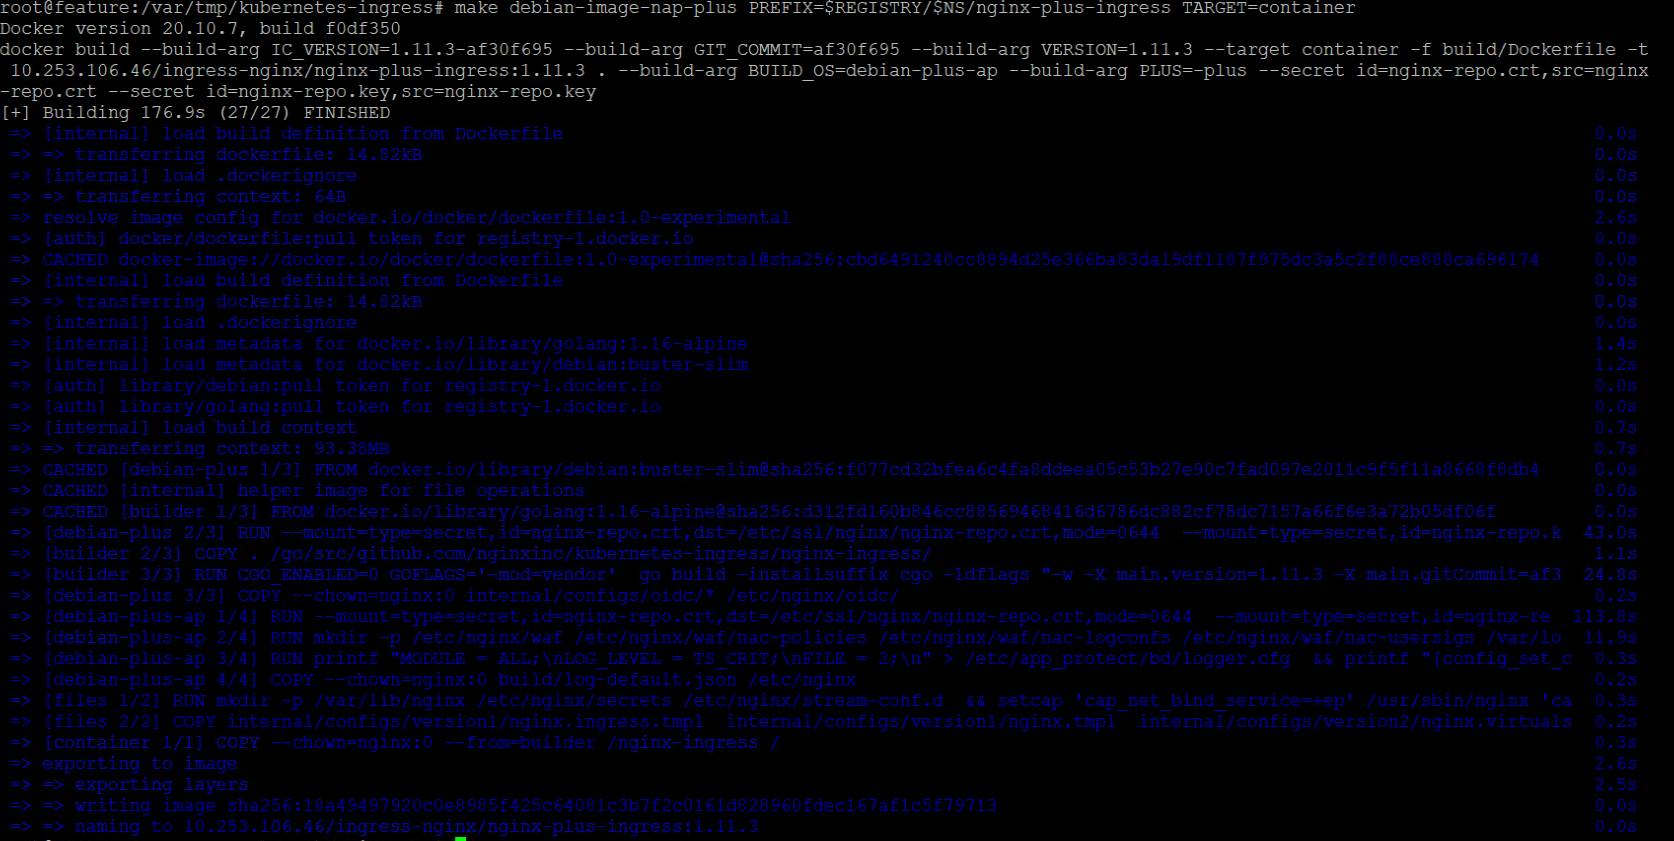 root@feature:/var/tmp/kubernetes-ingress# make debian-image-nap-plus PREFIX=$REGISTRY/$NS/nginx-plus-ingress TARGET=container
Docker version 20.10.7, build f0df350
docker build --build-arg IC_VERSION=1.11.3-af30f695 --build-arg GIT_COMMIT=af30f695 --build-arg VERSION=1.11.3 --target container -f build/Dockerfile -t
 10.253.106.46/ingress-nginx/nginx-plus-ingress:1.11.3 . --build-arg BUILD_OS=debian-plus-ap --build-arg PLUS=-plus --secret id=nginx-repo.crt,src=nginx
-repo.crt --secret id=nginx-repo.key,src=nginx-repo.key
[+] Building 176.9s (27/27) FINISHED
 => [internal] load build definition from Dockerfile 0.0s
 => => transferring dockerfile: 14.82kB 0.0s
 => [internal] load .dockerignore 0.0s
 => => transferring context: 64B 0.0s
 => resolve image config for docker.io/docker/dockerfile:1.0-experimental 2.6s
 => [auth] docker/dockerfile:pull token for registry-1.docker.io 0.0s
 => CACHED docker-image://docker.io/docker/dockerfile:1.0-experimental@sha256:cbd6491240cc8894d25e366ba83da19df1187f975dc3a5c2f88ce888ca696174 0.0s
 => [internal] load build definition from Dockerfile 0.0s
 => => transferring dockerfile: 14.82kB 0.0s
 => [internal] load .dockerignore 0.0s
 => [internal] load metadata for docker.io/library/golang:1.16-alpine 1.4s
 => [internal] load metadata for docker.io/library/debian:buster-slim 1.2s
 => [auth] library/debian:pull token for registry-1.docker.io 0.0s
 => [auth] library/golang:pull token for registry-1.docker.io 0.0s
 => [internal] load build context 0.7s
 => => transferring context: 93.38MB 0.7s
 => CACHED [debian-plus 1/3] FROM docker.io/library/debian:buster-slim@sha256:f077cd32bfea6c4fa8ddeea05c53b27e90c7fad097e2011c9f5f11a8668f8db4 0.0s
 => CACHED [internal] helper image for file operations 0.0s
 => CACHED [builder 1/3] FROM docker.io/library/golang:1.16-alpine@sha256:d312fd160b846cc88569468416d6786dc882cf78dc7157a66f6e3a72b05df06f 0.0s
 => [debian-plus 2/3] RUN --mount=type=secret,id=nginx-repo.crt,dst=/etc/ssl/nginx/nginx-repo.crt,mode=0644  --mount=type=secret,id=nginx-repo.k 43.0s
 => [builder 2/3] COPY . /go/src/github.com/nginxinc/kubernetes-ingress/nginx-ingress/ 1.1s
 => [builder 3/3] RUN CGO_ENABLED=0 GOFLAGS='-mod=vendor'  go build -installsuffix cgo -ldflags "-w -X main.version=1.11.3 -X main.gitCommit=af3 24.8s
 => [debian-plus 3/3] COPY --chown=nginx:0 internal/configs/oidc/* /etc/nginx/oidc/ 0.2s
 => [debian-plus-ap 1/4] RUN --mount=type=secret,id=nginx-repo.crt,dst=/etc/ssl/nginx/nginx-repo.crt,mode=0644  --mount=type=secret,id=nginx-re 113.8s
 => [debian-plus-ap 2/4] RUN mkdir -p /etc/nginx/waf /etc/nginx/waf/nac-policies /etc/nginx/waf/nac-logconfs /etc/nginx/waf/nac-usersigs /var/lo 11.9s
 => [debian-plus-ap 3/4] RUN printf "MODULE = ALL;\nLOG_LEVEL = TS_CRIT;\nFILE = 2;\n" > /etc/app_protect/bd/logger.cfg  && printf "[config_set_c 0.3s
 => [debian-plus-ap 4/4] COPY --chown=nginx:0 build/log-default.json /etc/nginx 0.2s
 => [files 1/2] RUN mkdir -p /var/lib/nginx /etc/nginx/secrets /etc/nginx/stream-conf.d  && setcap 'cap_net_bind_service=+ep' /usr/sbin/nginx 'ca 0.3s
 => [files 2/2] COPY internal/configs/version1/nginx.ingress.tmpl  internal/configs/version1/nginx.tmpl  internal/configs/version2/nginx.virtuals 0.2s
 => [container 1/1] COPY --chown=nginx:0 --from=builder /nginx-ingress / 0.3s
 => exporting to image 2.6s
 => => exporting layers 2.5s
 => => writing image sha256:18a49497920c0e8985f425c64081c3b7f2c0161d828960fdec167af1c5f79713 0.0s
 => => naming to 10.253.106.46/ingress-nginx/nginx-plus-ingress:1.11.3 0.0s